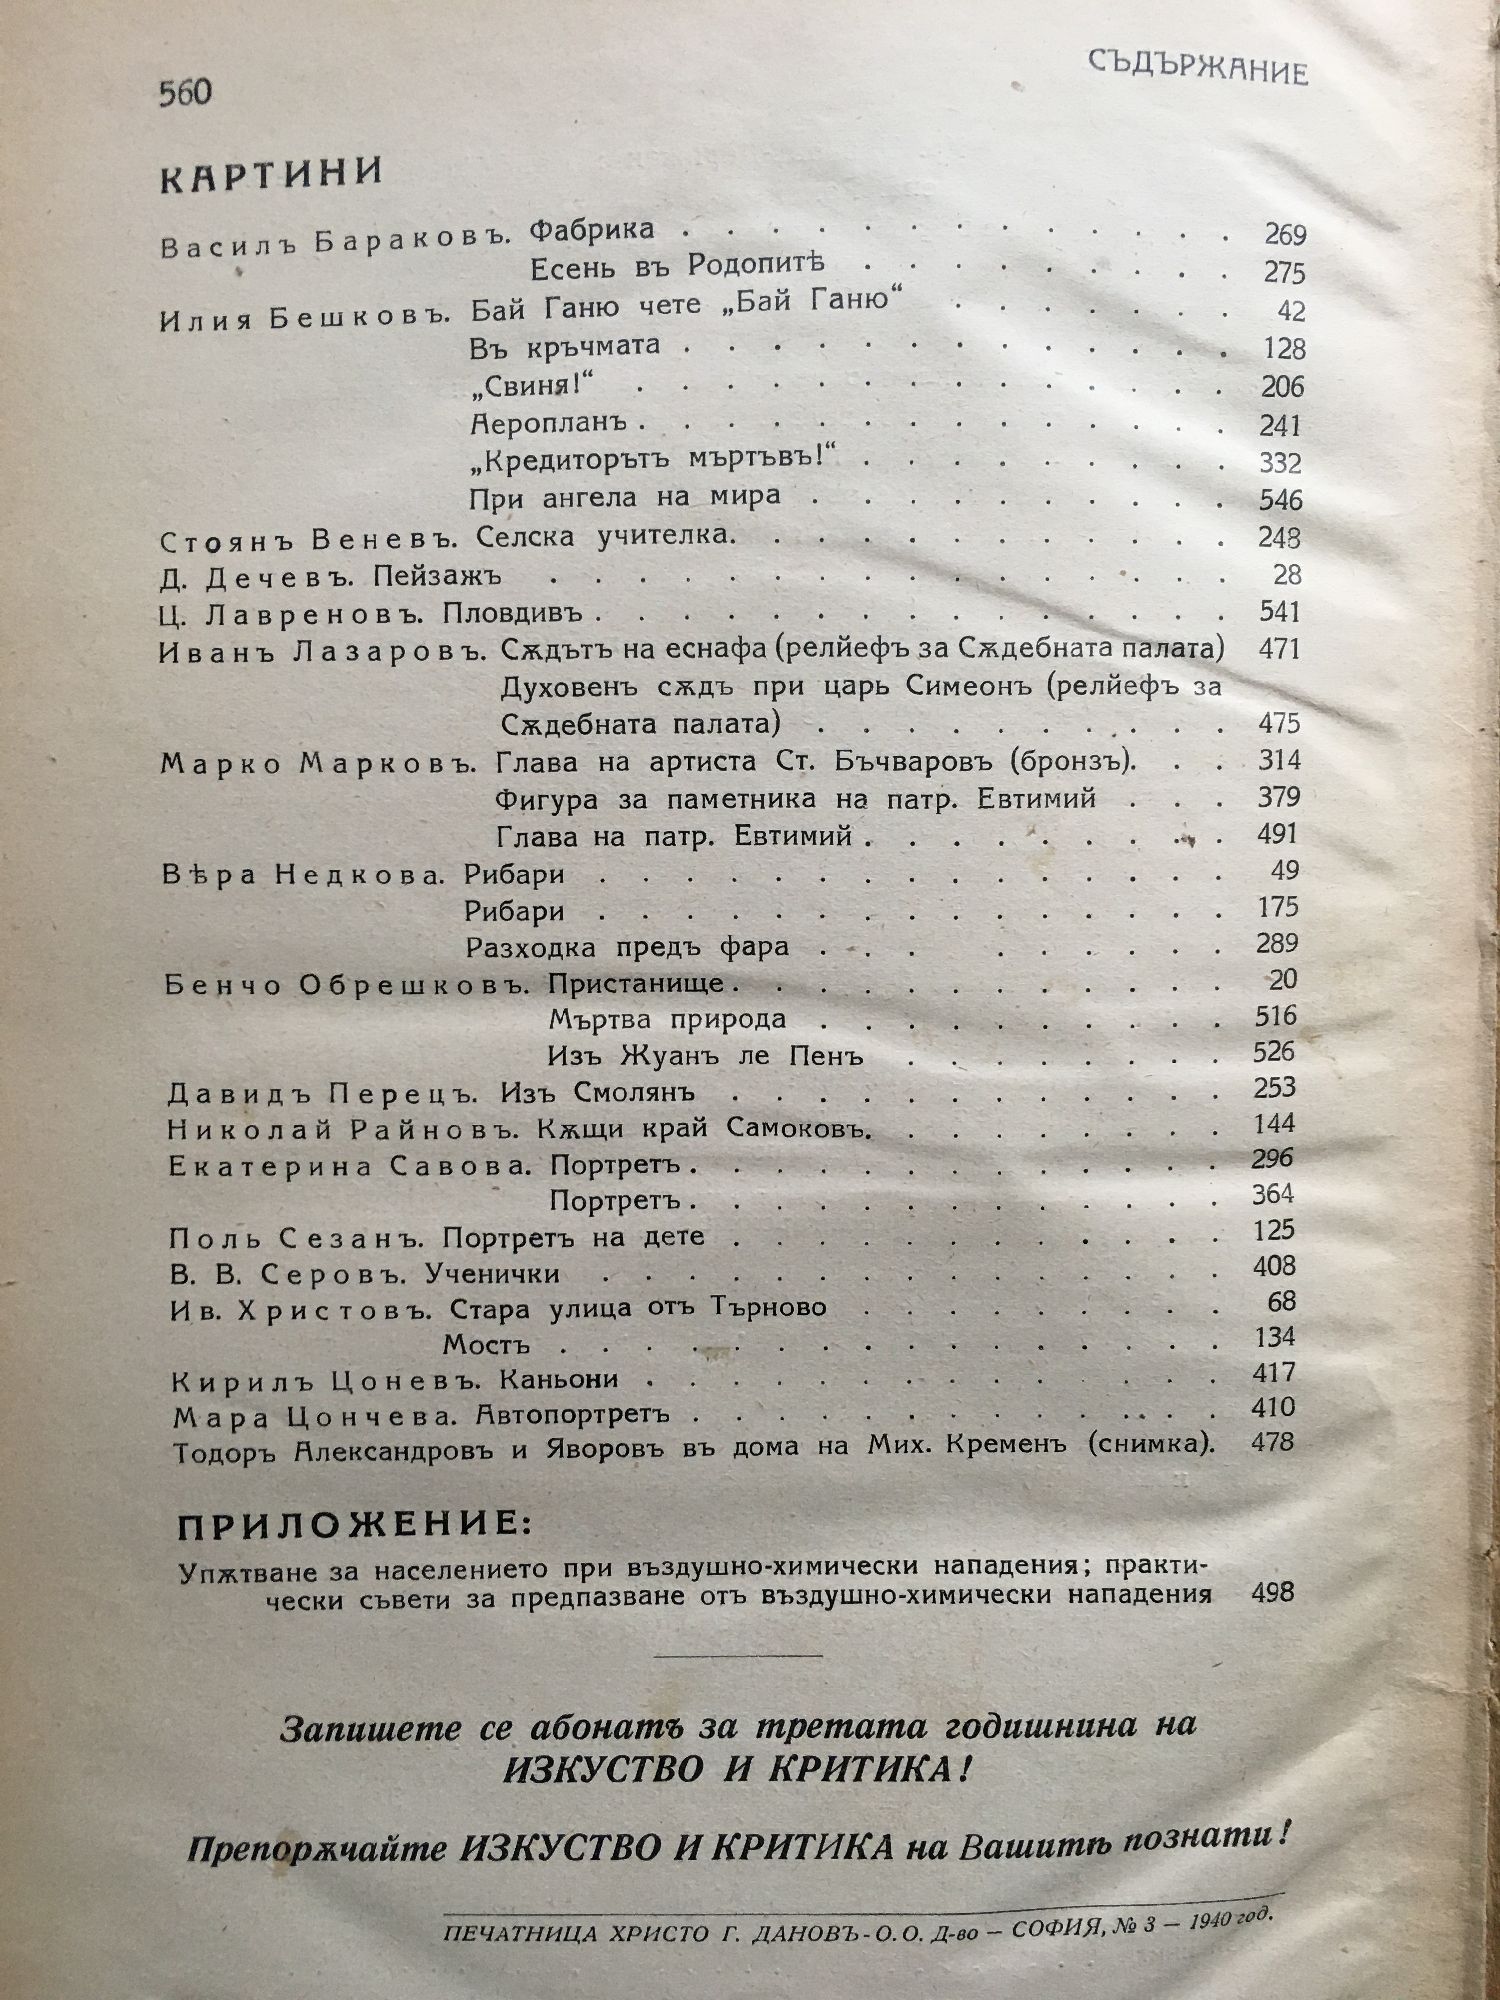 560
СЪДЪРЖАНИЕ
КАРТИНИ
Василъ Бараковъ. Фабрика . . . . . . . . . . . . . 269
Есень въ Родопитѣ . . . . . . . . . 275
Илия Бешковъ. Бай Ганю чете „Бай Ганю“ . . . . . . . 42
Въ кръчмата . . . . . . . . . . . . . 128
„Свиня!“ . . . . . . . . . . . . . . 206
Аеропланъ . . . . . . . . . . . . . . 241
„Кредиторътъ мъртъвъ!“ . . . . . . . . . 332
При ангела на мира . . . . . . . . . . 546
Стоянъ Веневъ. Селска учителка. . . . . . . . . . . . 248
Д. Дечевъ. Пейзажъ . . . . . . . . . . . . . . . . 28
Ц. Лавреновъ. Пловдивъ . . . . . . . . . . . . . . . 541
Иванъ Лазаровъ. Сѫдътъ на еснафа (релйефъ за Сѫдебната палата) 471
Духовенъ сѫдъ при царь Симеонъ (релйефъ за
Сѫдебната палата) . . . . . . . . . . 475
Марко Марковъ. Глава на артиста Ст. Бъчваровъ (бронзъ). . . 314
Фигура за паметника на патр. Евтимий . . . 379
Глава на патр. Евтимий . . . . . . . . . 491
Вѣра Недкова. Рибари . . . . . . . . . . . . . . . 49
Рибари . . . . . . . . . . . . . . . 175
Разходка предъ фара . . . . . . . . . 289
Бенчо Обрешковъ. Пристанище . . . . . . . . . . . . 20
Мъртва природа . . . . . . . . . . 516
Изъ Жуанъ ле Пенъ . . . . . . . . 526
Давидъ Перецъ. Изъ Смолянъ . . . . . . . . . . . . 253
Николай Райновъ. Кѫщи край Самоковъ. . . . . . . . . 144
Екатерина Савова. Портретъ . . . . . . . . . . . . . 296
Портретъ . . . . . . . . . . . . . 364
Поль Сезанъ. Портретъ на дете . . . . . . . . . . . . 125
В. В. Серовъ. Ученички . . . . . . . . . . . . . . . 408
Ив. Христовъ. Стара улица отъ Търново . . . . . . . . . 68
Мостъ . . . . . . . . . . . . . . . . 134
Кирилъ Цоневъ. Каньони . . . . . . . . . . . . . . 417
Мара Цончева. Автопортретъ . . . . . . . . . . . . . 410
Тодоръ Александровъ и Яворовъ въ дома на Мих. Кременъ (снимка). 478
ПРИЛОЖЕНИЕ:
Упѫтване за населението при въздушно-химически нападения; практи-
чески съвети за предпазване отъ въздушно-химически нападения 498
Запишете се абонатъ за третата годишнина на
ИЗКУСТВО И КРИТИКА!
Препорѫчайте ИЗКУСТВО И КРИТИКА на Вашитѣ познати!
ПЕЧАТНИЦА ХРИСТО Г. ДАНОВЪ - О. О. Д-во — СОФИЯ, № 3 — 1940 год.